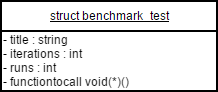 struct benchmark_test
- title : string
- iterations : int
- runs : int
- functiontocall void(*)()